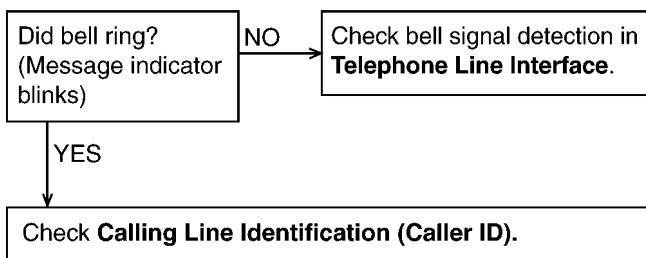 Did bell ring?
(Message indicator
blinks)
NO
Check bell signal detection in
Telephone Line Interface.
YES
Check Calling Line Identification (Caller ID).